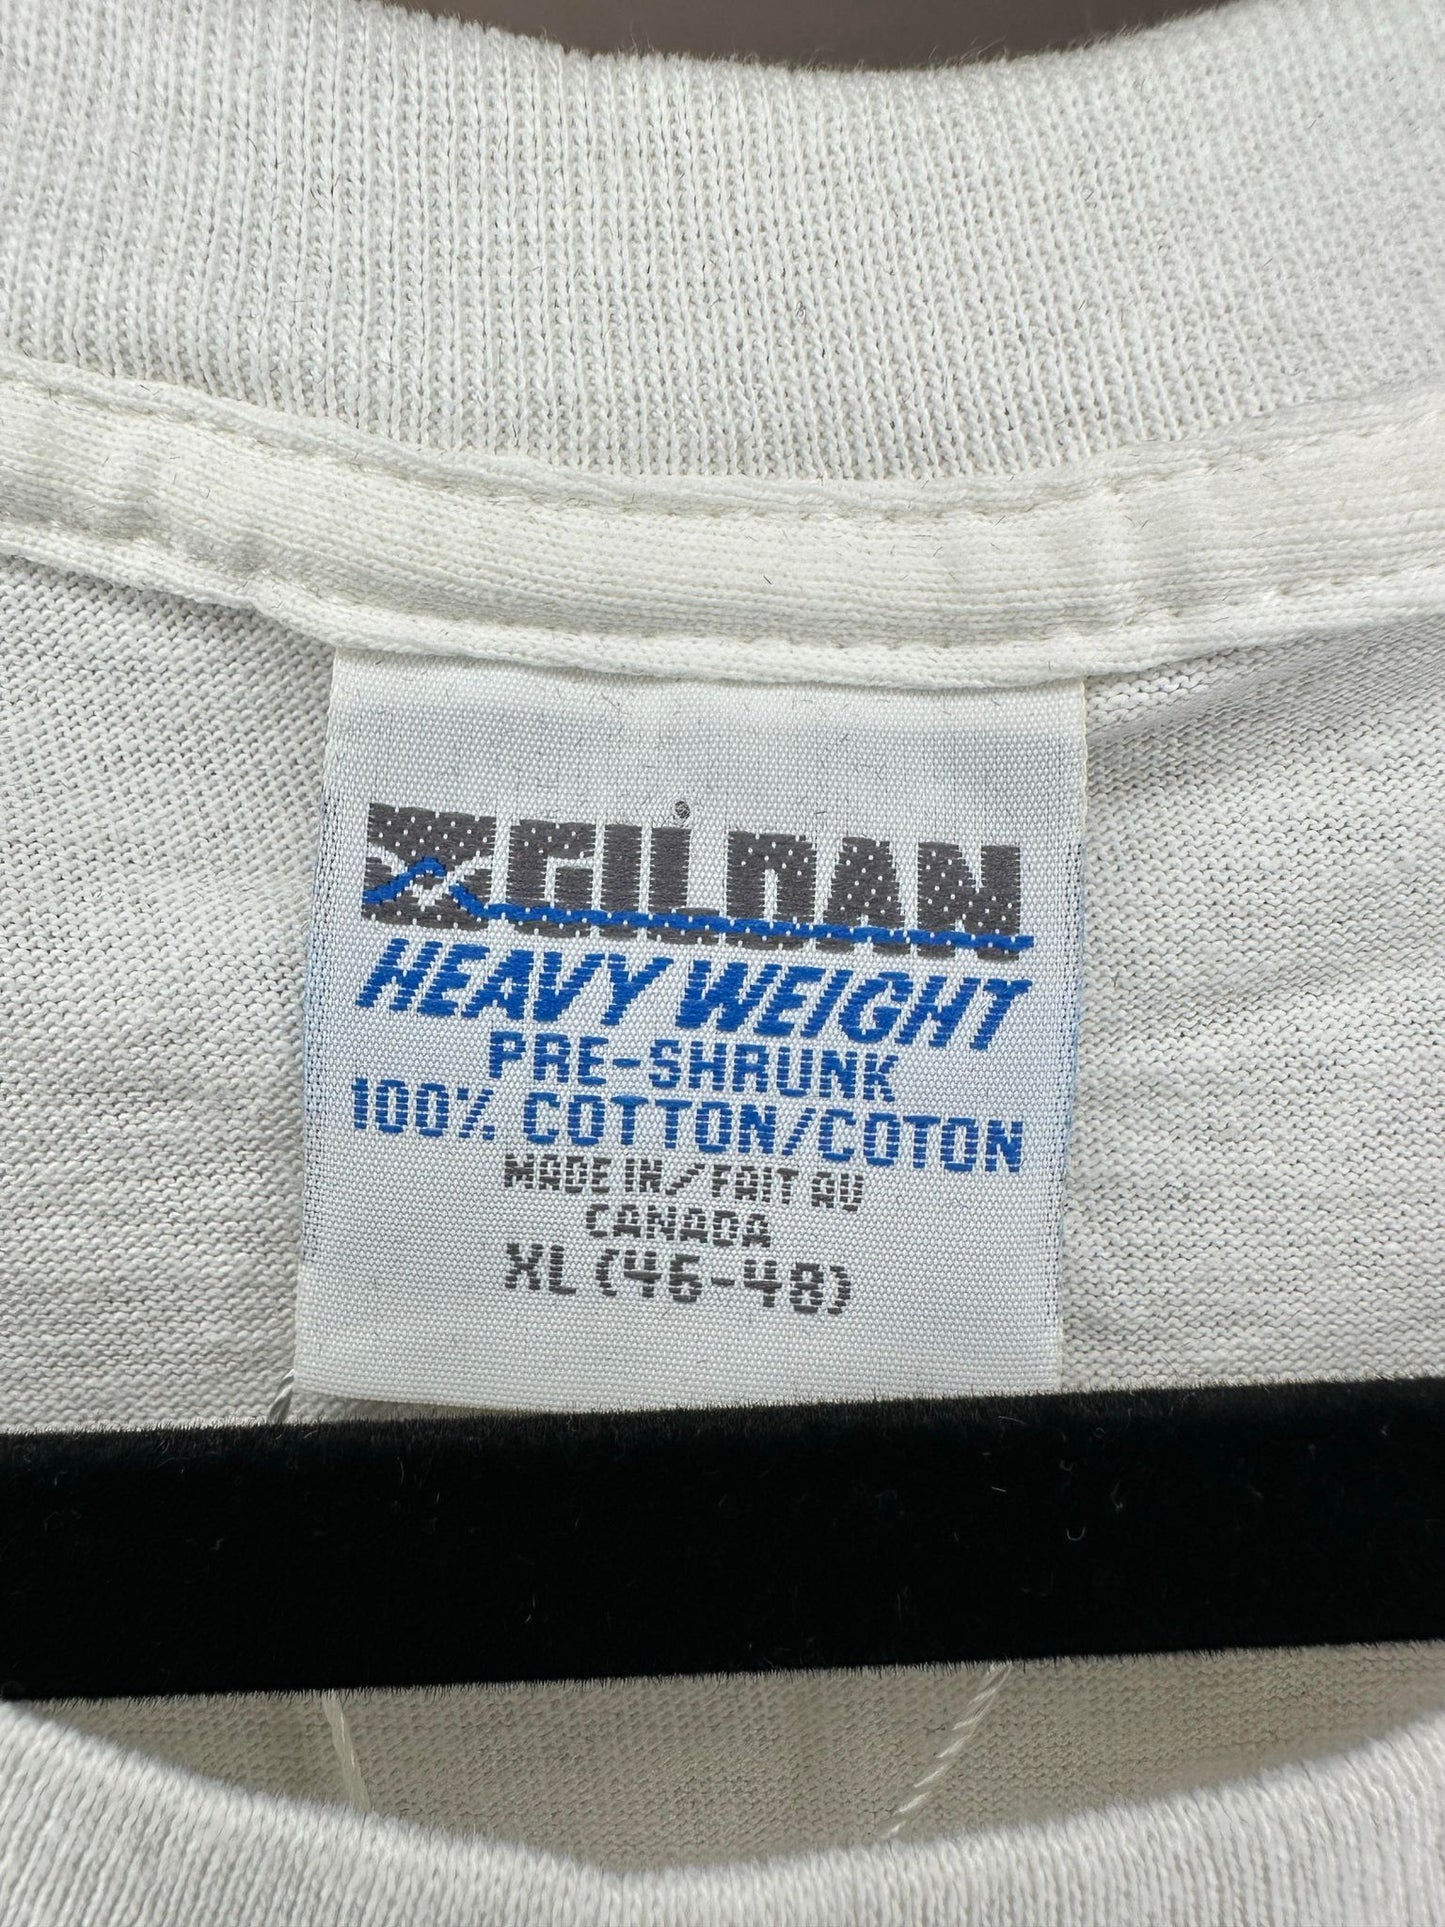 GILDAN
HEAVY WEIGHT
PRE-SHRUNK
100% COTTON/COTON
MADE IN/FAIT AU
CANADA
XL (46-48)